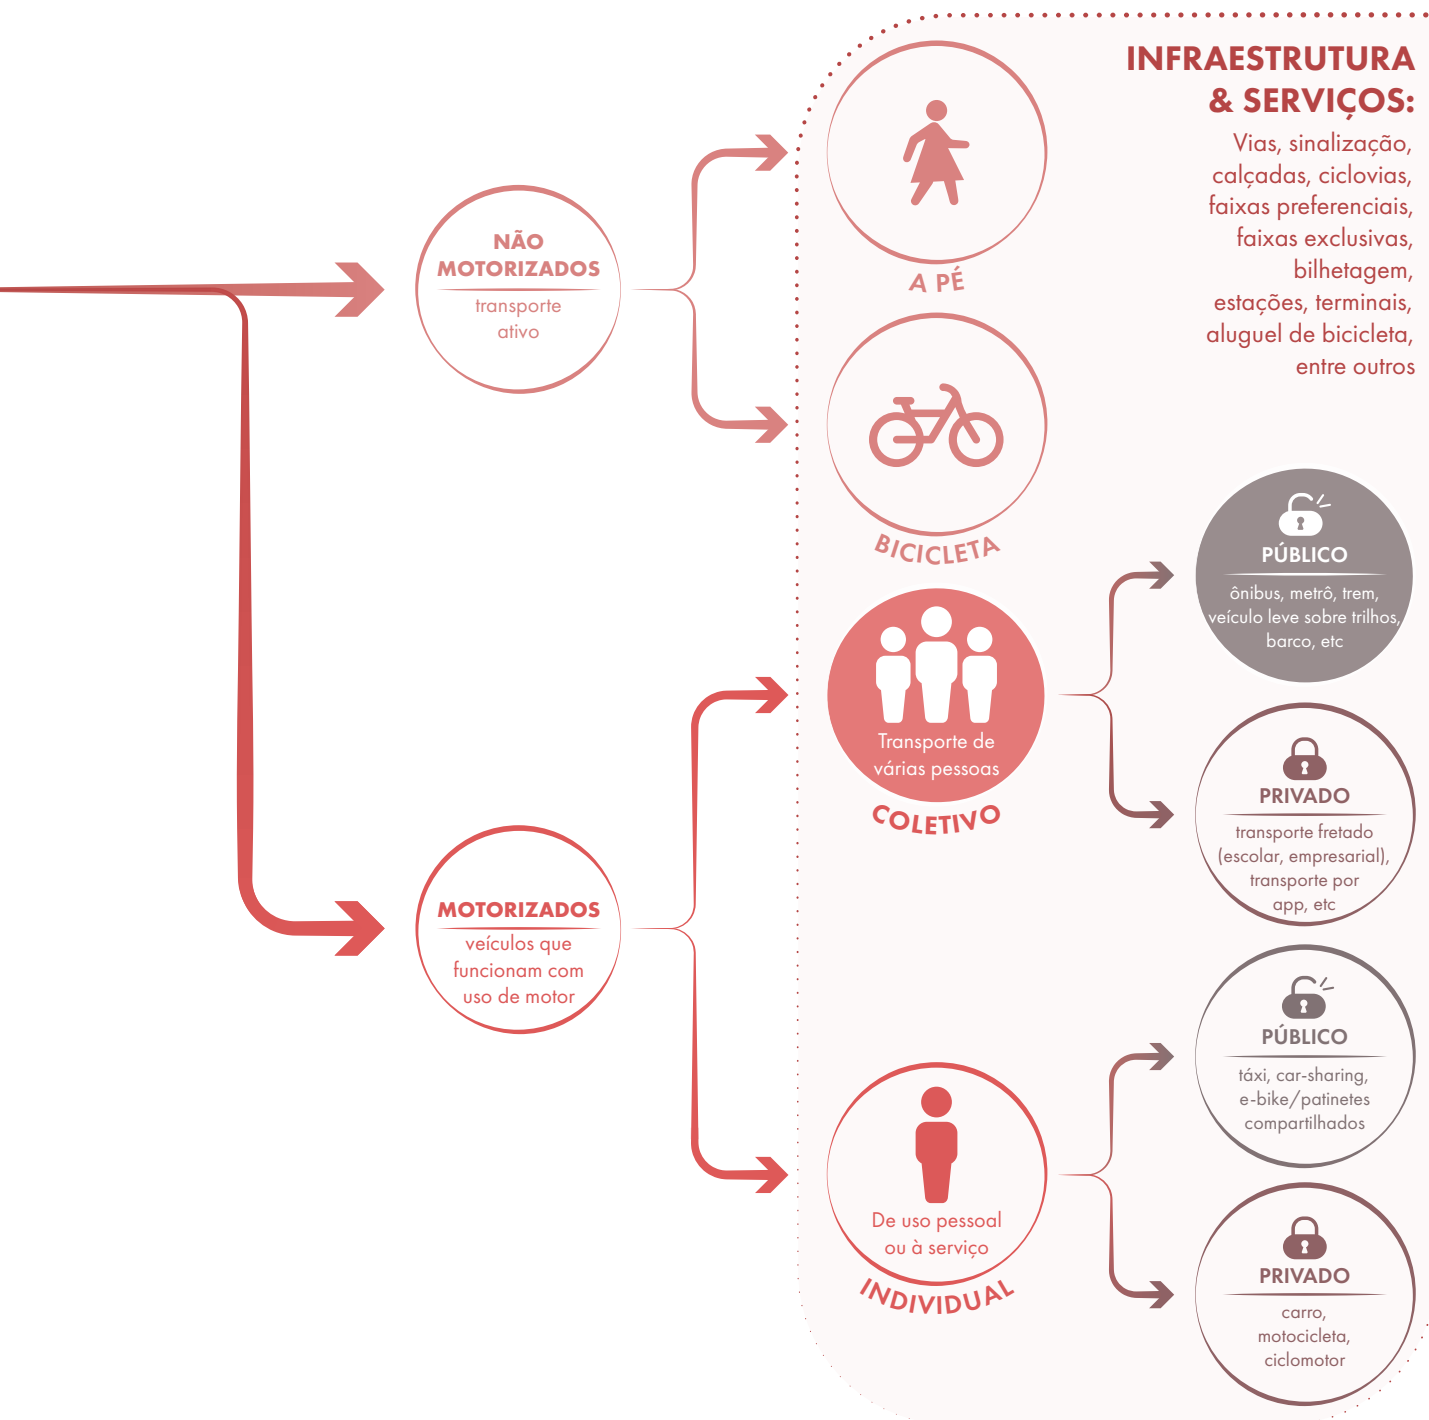 INFRAESTRUTURA
& SERVIÇOS:
Vias, sinalização,
calçadas, ciclovias,
faixas preferenciais,
faixas exclusivas,
bilhetagem,
estações, terminais,
aluguel de bicicleta,
entre outros
NÃO
MOTORIZADOS
transporte
ativo
A PÉ
BICICLETA
MOTORIZADOS
veículos que
funcionam com
uso de motor
Transporte de
várias pessoas
COLETIVO
PÚBLICO
ônibus, metrô, trem,
veículo leve sobre trilhos,
barco, etc
PRIVADO
transporte fretado
(escolar, empresarial),
transporte por
app, etc
De uso pessoal
ou à serviço
INDIVIDUAL
PÚBLICO
táxi, car-sharing,
e-bike/patinetes
compartilhados
PRIVADO
carro,
motocicleta,
ciclomotor